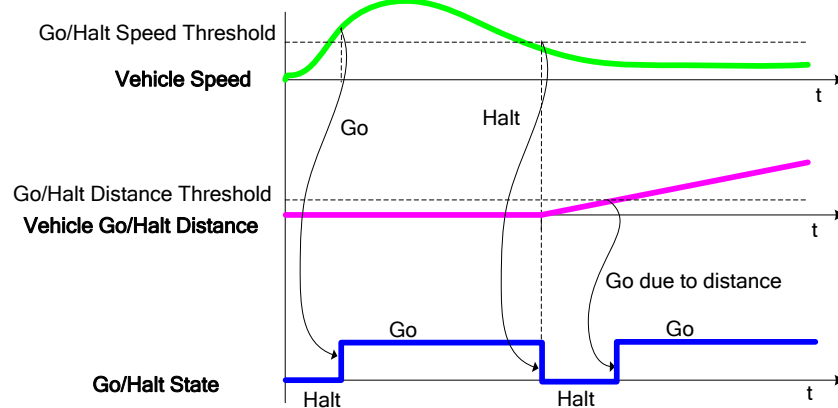 Go/Halt Speed Threshold
Vehicle Speed
t
Go
Halt
Go/Halt Distance Threshold
Vehicle Go/Halt Distance
t
Go due to distance
Go
Go
Go/Halt State
Halt
Halt
t